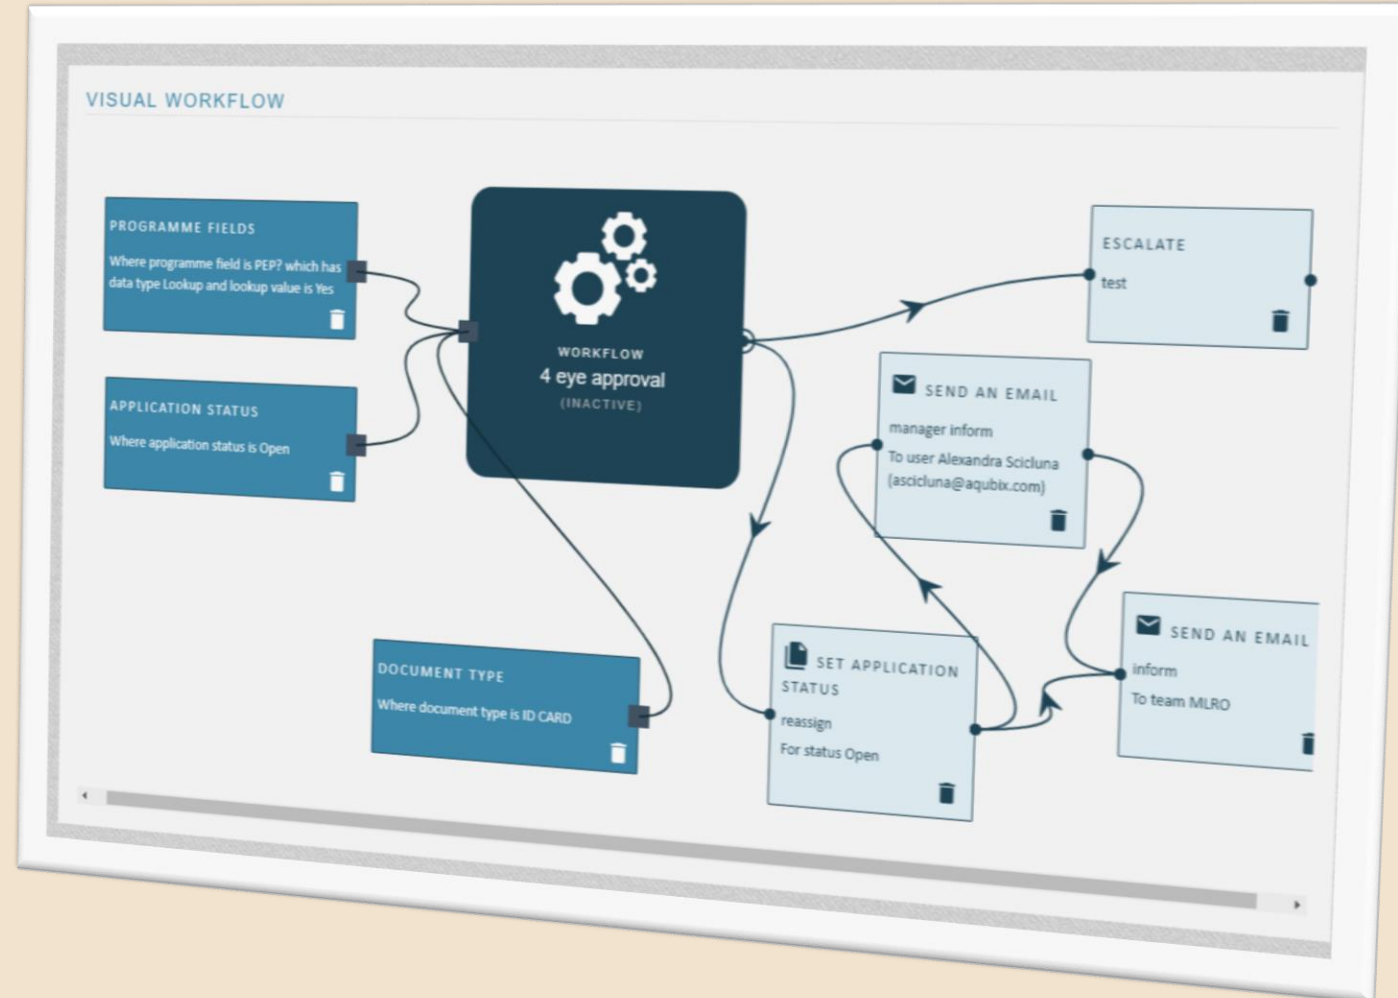 VISUAL WORKFLOW
PROGRAMME FIELDS
Where programme field is PEP? which has
data type Lookup and lookup value is Yes
APPLICATION STATUS
Where application status is Open
WORKFLOW
4 eye approval
(INACTIVE)
DOCUMENT TYPE
Where document type is ID CARD
ESCALATE
test
SEND AN EMAIL
manager inform
To user Alexandra Scicluna
(ascicluna@aqubix.com)
SET APPLICATION
STATUS
reassign
For status Open
SEND AN EMAIL
inform
To team MLRO